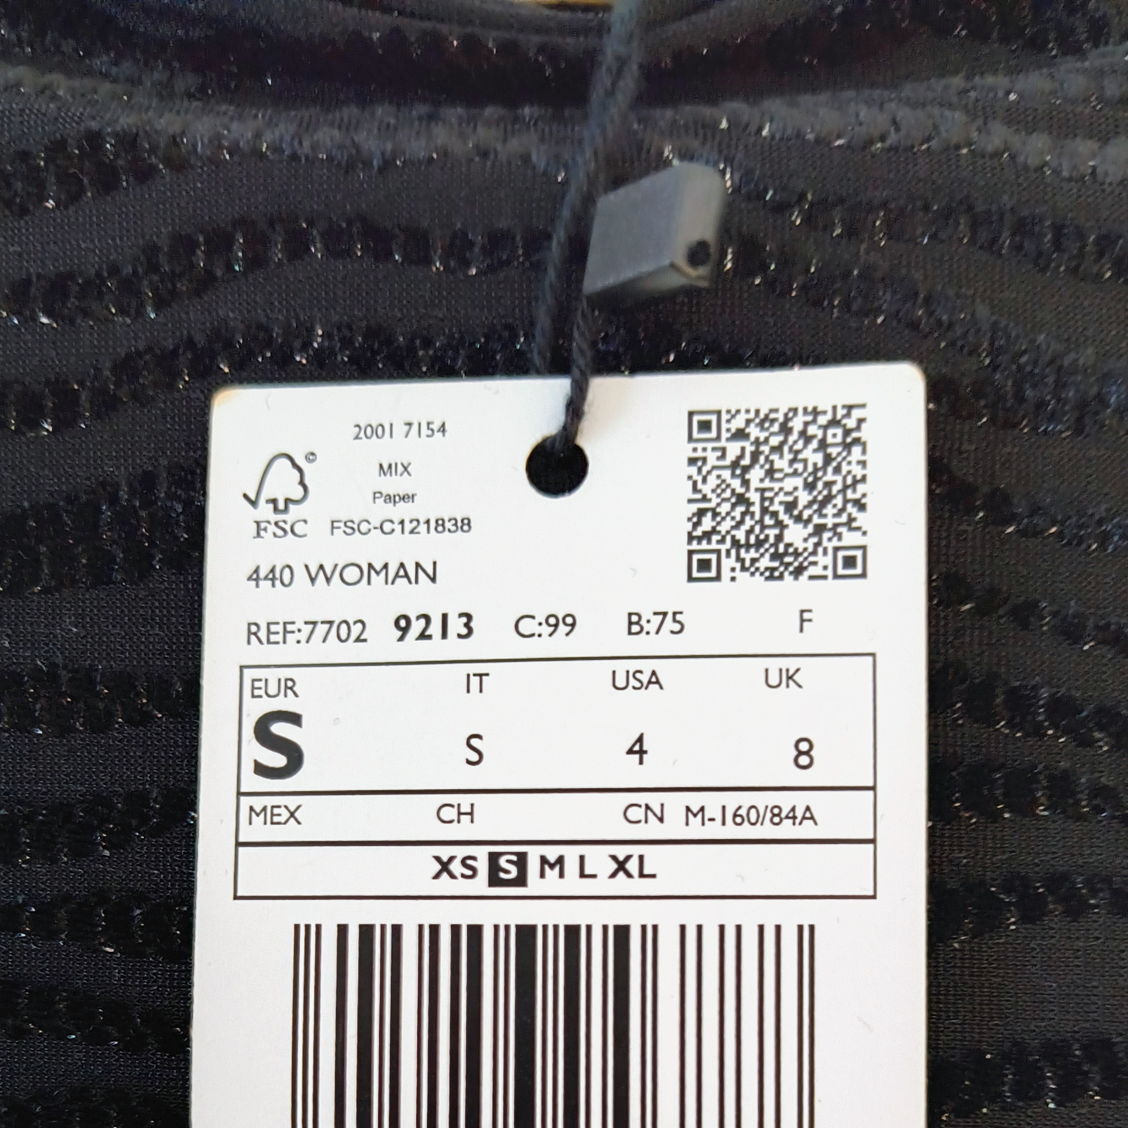 2001 7154
MIX
Paper
FSC © FSC-C121838
440 WOMAN
REF:7702 9213 C:99 B:75 F
EUR IT USA UK
S S 4 8
MEX CH CN M-160/84A
XS S M L XL